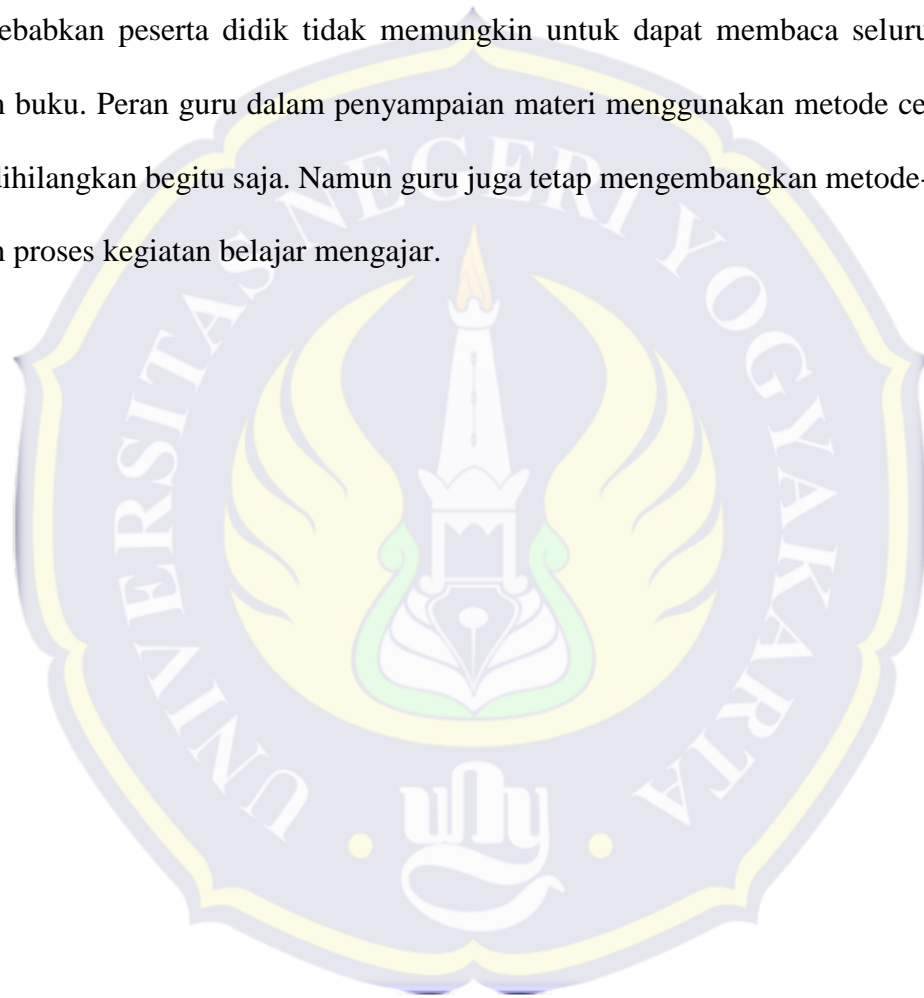 ebabkan peserta didik tidak memungkin untuk dapat membaca seluru
n buku. Peran guru dalam penyampaian materi menggunakan metode ce
dihilangkan begitu saja. Namun guru juga tetap mengembangkan metode-
n proses kegiatan belajar mengajar.
UNIVERSITAS NEGERI YOGYAKARTA
uny